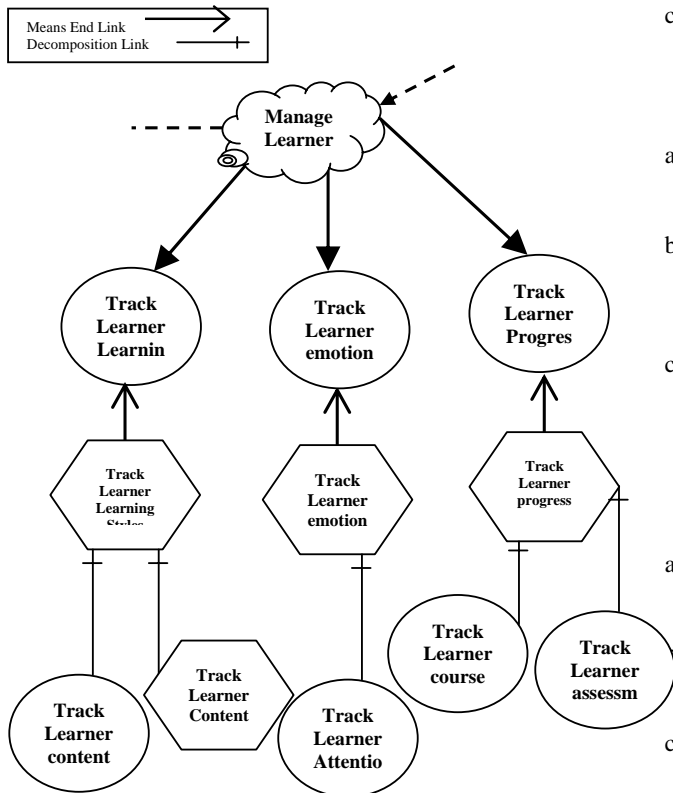 Means End Link
Decomposition Link
Manage
Learner
Track
Learner
Learnin
Track
Learner
emotion
Track
Learner
Progres
Track
Learner
Learning
Styles
Track
Learner
emotion
Track
Learner
progress
Track
Learner
content
Track
Learner
Content
Track
Learner
Attentio
Track
Learner
course
Track
Learner
assessm
c
a
b
c
a
c